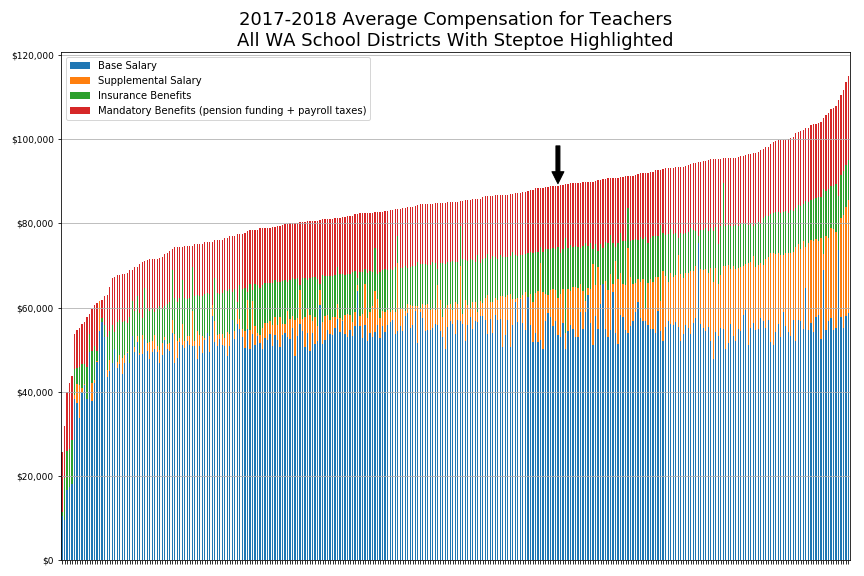 2017-2018 Average Compensation for Teachers
All WA School Districts With Steptoe Highlighted
$120,000
$100,000
$80,000
$60,000
$40,000
$20,000
$0
Base Salary
Supplemental Salary
Insurance Benefits
Mandatory Benefits (pension funding + payroll taxes)